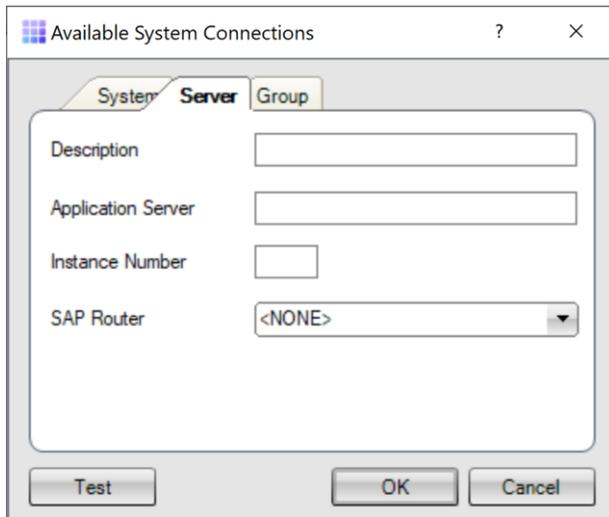 Available System Connections ?
System Server Group
Description
Application Server
Instance Number
SAP Router <NONE>
Test OK Cancel